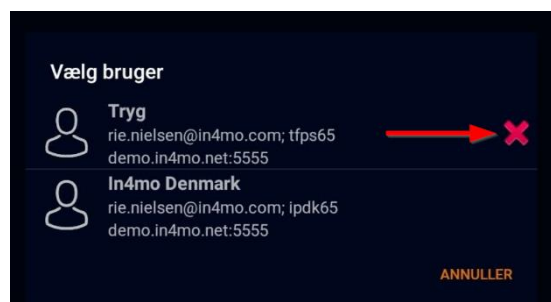 Vælg bruger
Tryg
rie.nielsen@in4mo.com; tfps65
demo.in4mo.net:5555
In4mo Denmark
rie.nielsen@in4mo.com; ipdk65
demo.in4mo.net:5555
ANNULLER